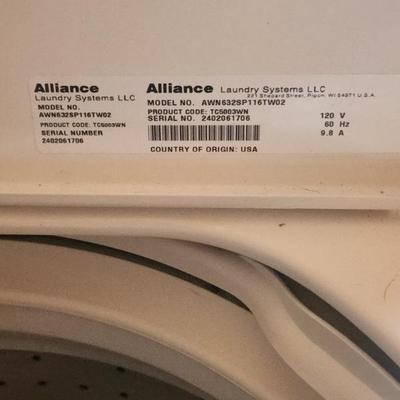 Alliance
Laundry Systems LLC
MODEL NO.
AWN632SP116TW02
PRODUCT CODE: TC5003WN
SERIAL NUMBER
2402061706
Alliance Laundry Systems LLC
221 Shepard Street, Ripon, WI 54971 U.S.A.
MODEL NO. AWN632SP116TW02
PRODUCT CODE: TC5003WN
SERIAL NO. 2402061706
120 V
60 Hz
9.8 A
COUNTRY OF ORIGIN: USA